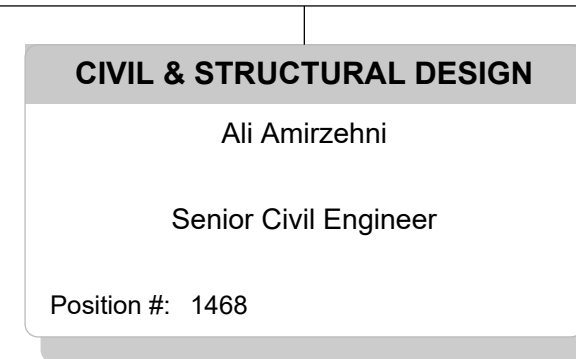 CIVIL & STRUCTURAL DESIGN
Ali Amirzehni
Senior Civil Engineer
Position #: 1468